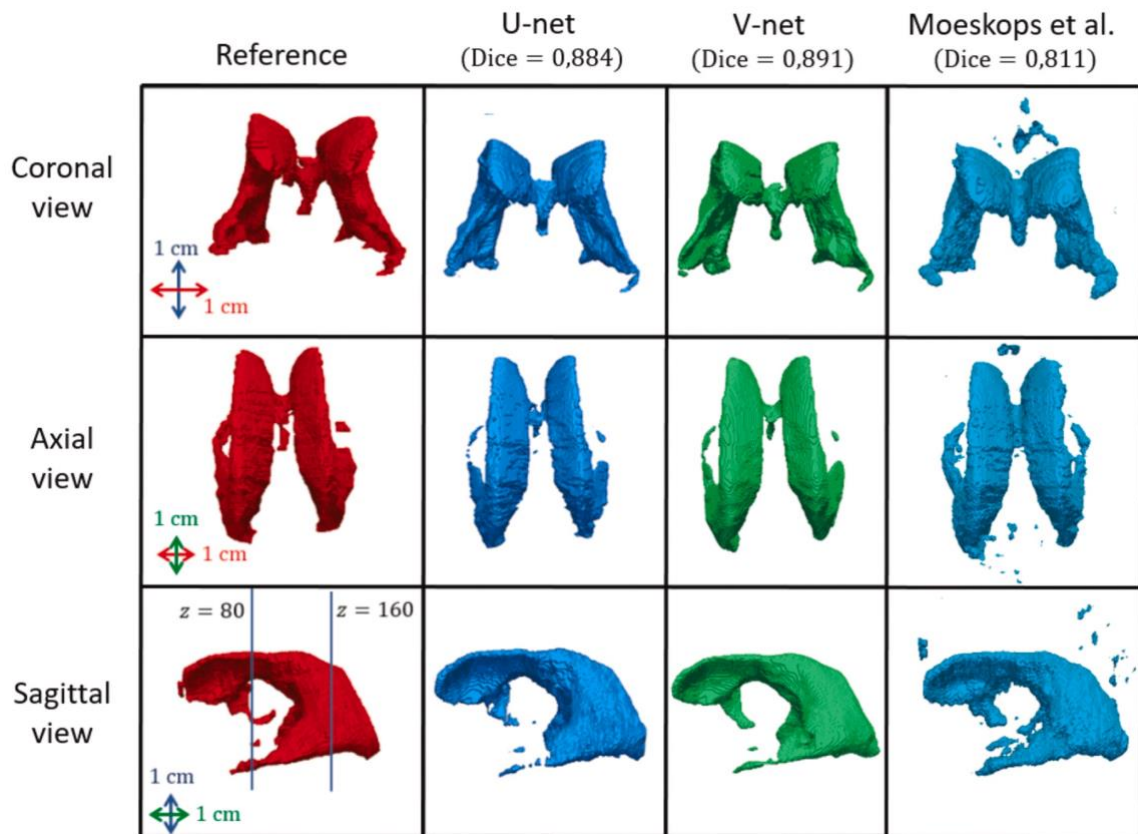 Reference
U-net
(Dice = 0,884)
V-net
(Dice = 0,891)
Moeskops et al.
(Dice = 0,811)
Coronal
view
1 cm
1 cm
Axial
view
1 cm
1 cm
Sagittal
view
z = 80
z = 160
1 cm
1 cm